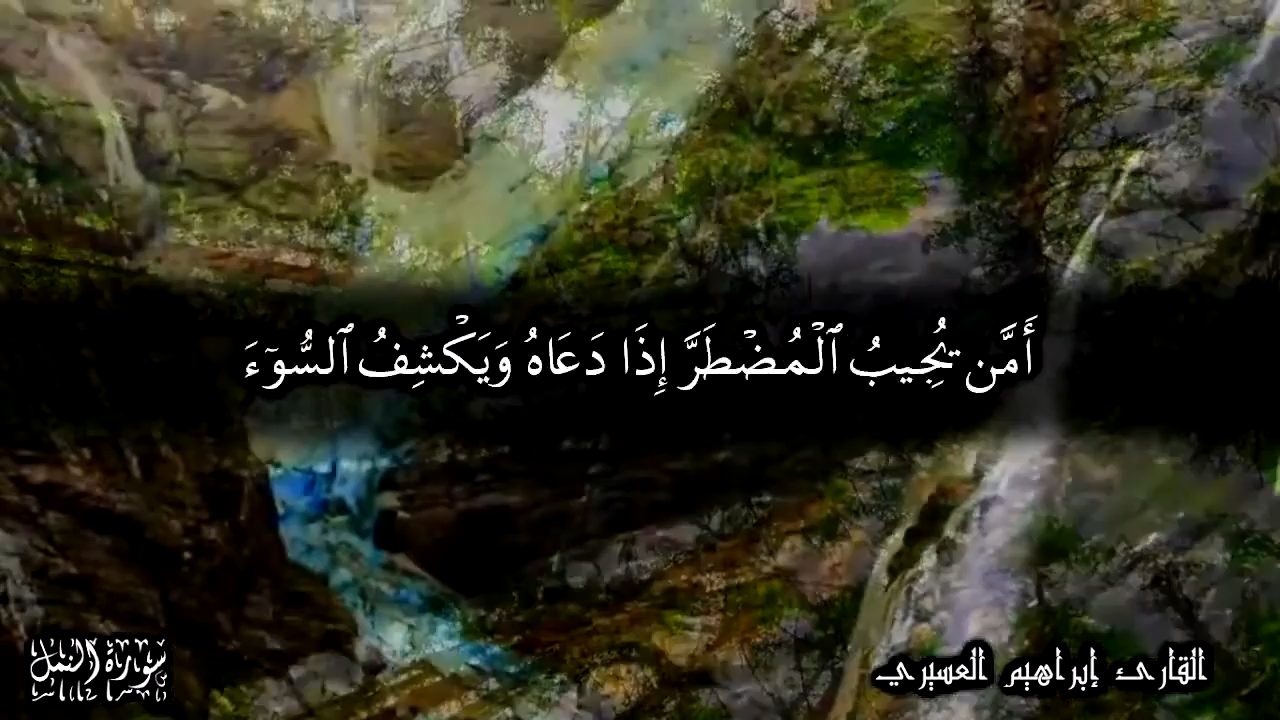 أَمَّن يُجِيبُ ٱلْمُضْطَرَّ إِذَا دَعَاهُ وَيَكْشِفُ ٱلسُّوٓءَ
القارئ إبراهيم العسيري
سورة النمل